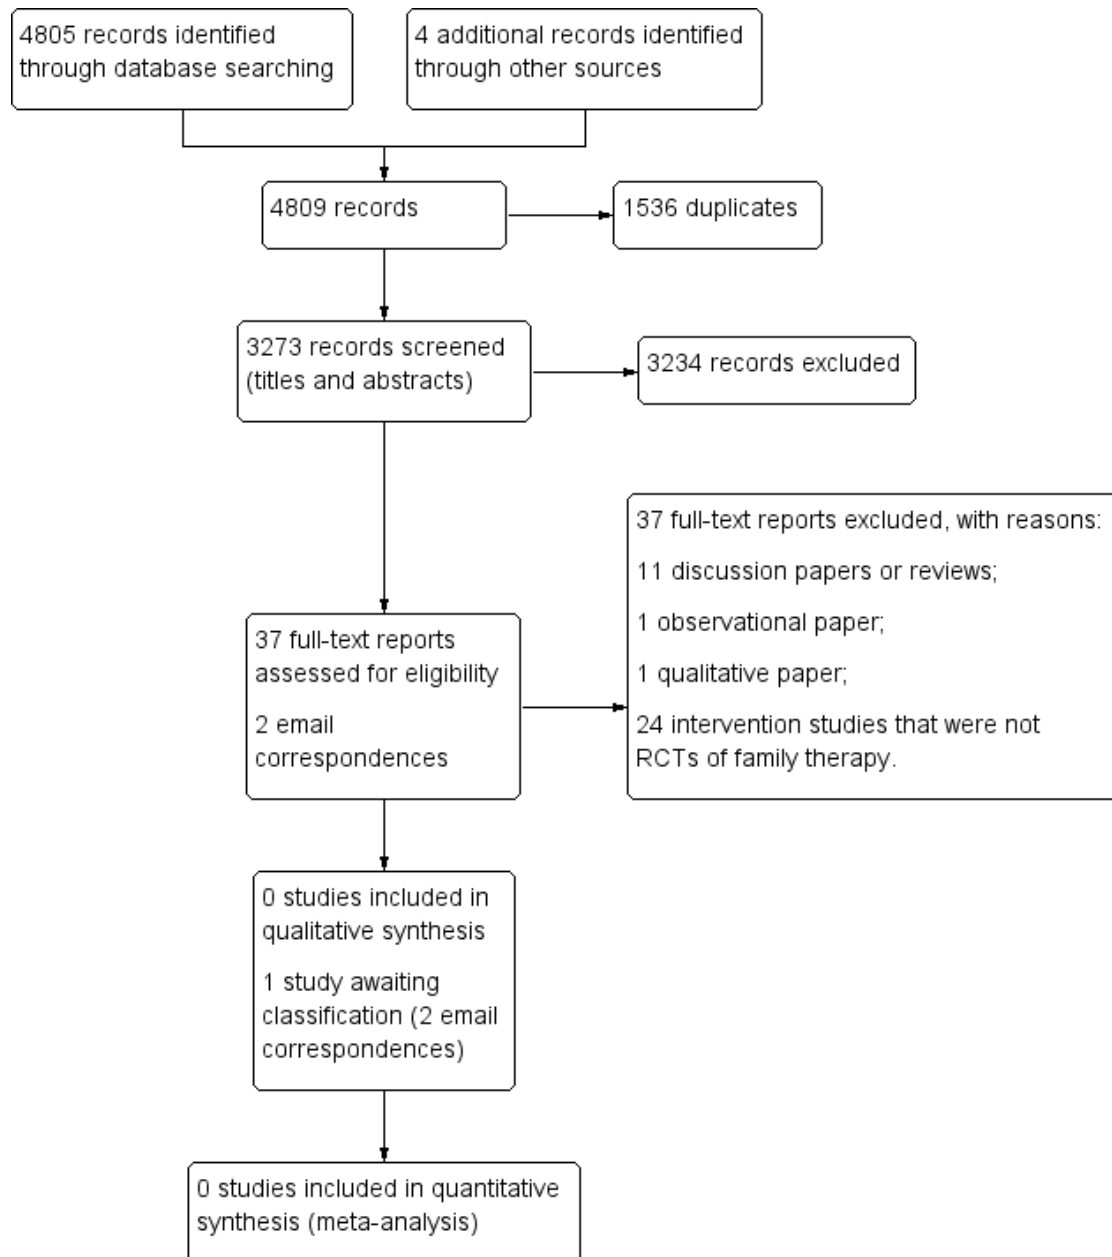 4805 records identified
through database searching
4 additional records identified
through other sources
4809 records
1536 duplicates
3273 records screened
(titles and abstracts)
3234 records excluded
37 full-text reports
assessed for eligibility
2 email
correspondences
37 full-text reports excluded, with reasons:
11 discussion papers or reviews;
1 observational paper;
1 qualitative paper;
24 intervention studies that were not
RCTs of family therapy.
0 studies included in
qualitative synthesis
1 study awaiting
classification (2 email
correspondences)
0 studies included in quantitative
synthesis (meta-analysis)